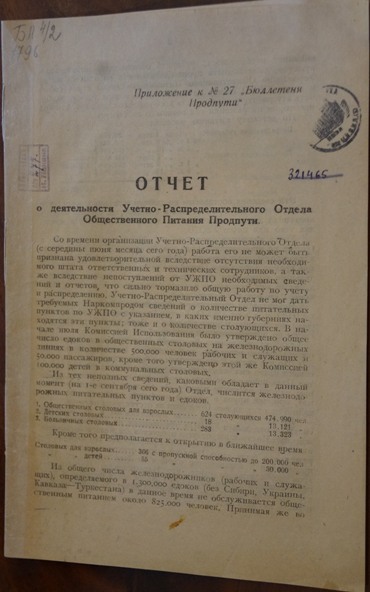 Приложение к № 27 „Бюллетеня
Продпути“
321465
ОТЧЕТ
о деятельности Учетно-Распределительного Отдела
Общественного Питания Продпути.
Со времени организации Учетно-Распределительного Отдела
(с середины июня месяца сего года) работа его не может быть
признана удовлетворительной вследствие отсутствия необходи-
мого штата ответственных и технических сотрудников, а так-
же вследствие непоступления от УЖПО необходимых сведе-
ний и отчетов, что сильно тормозило общую работу по учету
и распределению. Учетно-Распределительный Отдел не мог дать
требуемых Наркомпродом сведений о количестве питательных
пунктов по УЖПО с указанием, в каких именно губерниях на-
ходятся эти пункты; тоже и о количестве столующихся. В на-
чале июля Комиссией Использования было утверждено обще
число едоков в общественных столовых на железнодорожных
линиях в количестве 500.000 человек рабочих и служащих и
50.000 пассажиров, кроме того утверждено этой же Комиссией
100.000 детей в коммунальных столовых.
Из тех неполных сведений, каковыми обладает в данный
момент (на 1-е сентября сего года) Отдел, числится железнодо-
рожных питательных пунктов и едоков.
1. Общественных столовых для взрослых 624 столующихся 474.990 чел.
2. Детских столовых 18 „ 13.121 „
3. Больничных столовых 263 „ 13.223 „
Кроме того предполагается к открытию в ближайшее время:
Столовых для взрослых 306 с пропускной способностью до 200.000 чел.
„ детей 55 „ „ 50.000 „
Из общего числа железнодорожников (рабочих и служа-
щих), определяемого в 1.300.000 едоков (без Сибири, Украины,
Кавказа—Туркестана) в данное время не обслуживается обще-
ственным питанием около 825.000 человек. Принимая же во